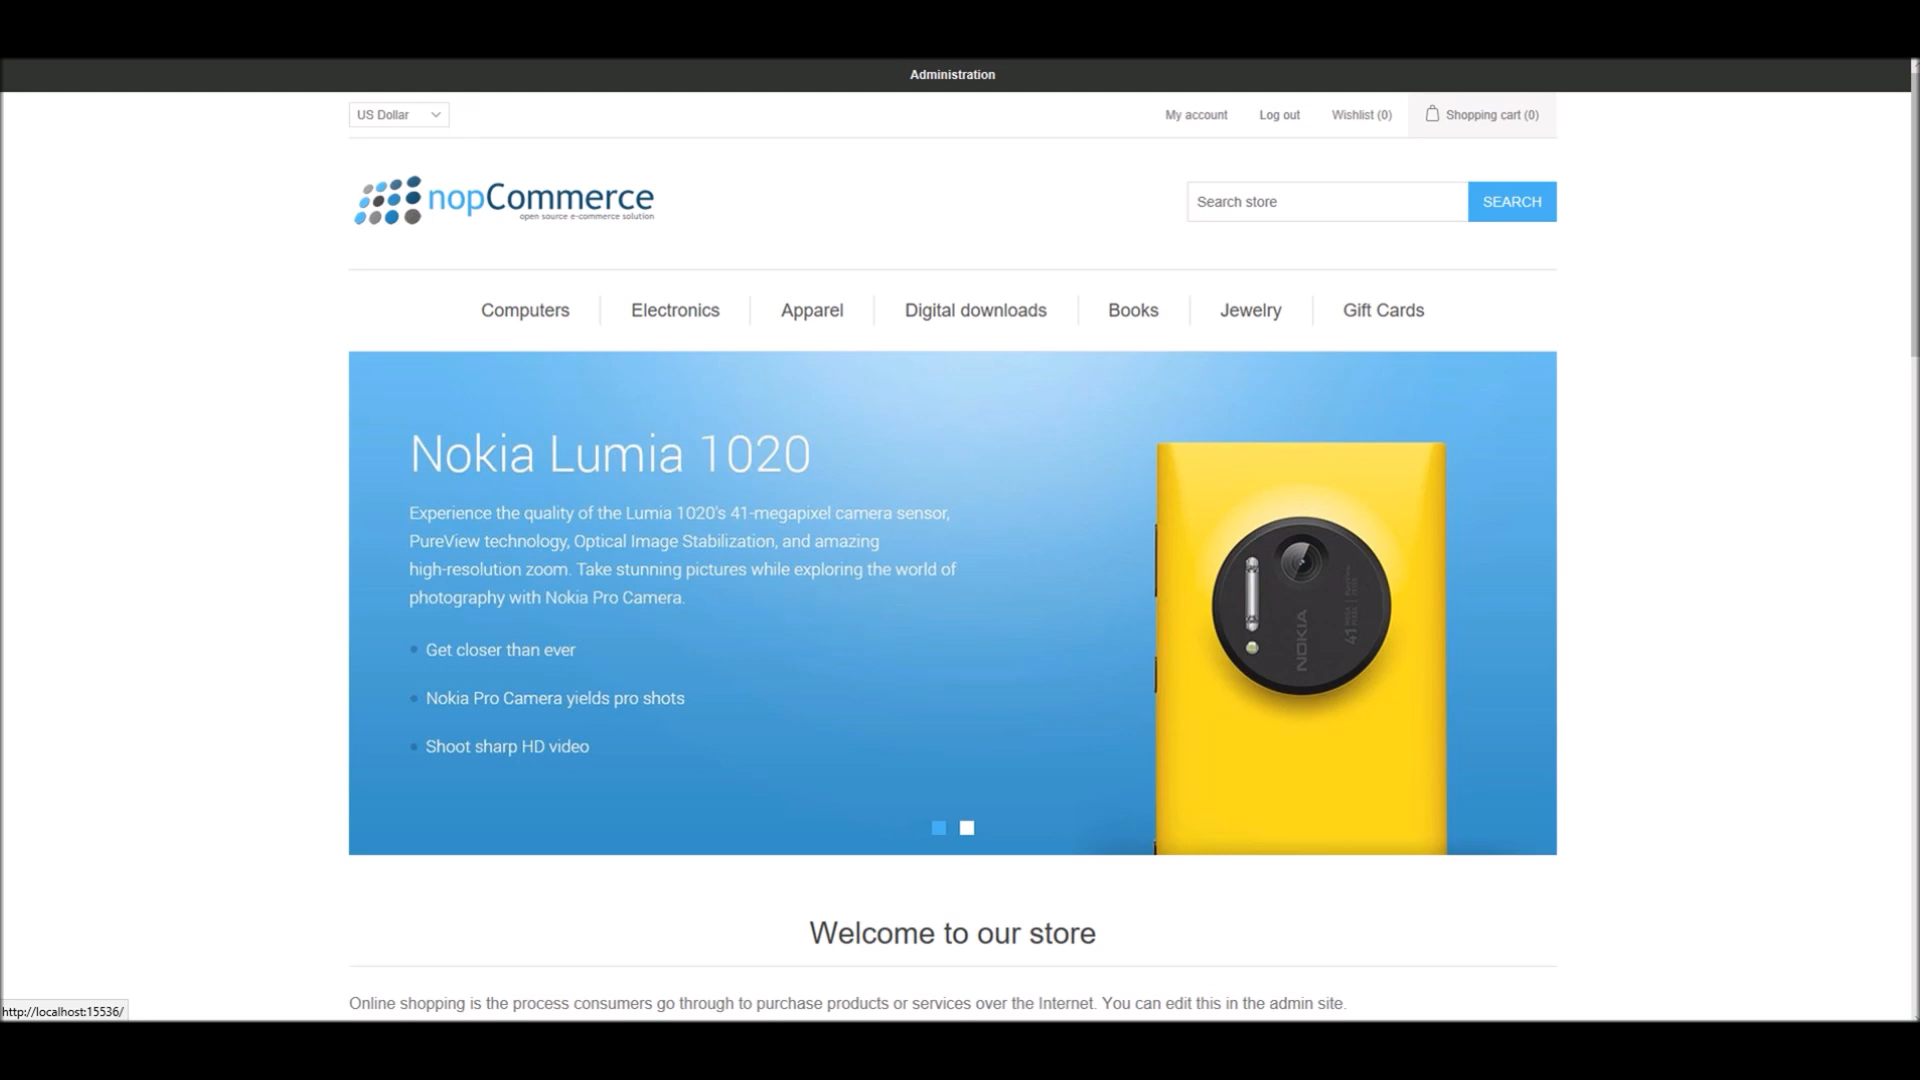 Administration
US Dollar
My account
Log out
Wishlist (0)
Shopping cart (0)
nopCommerce
open source e-commerce solution
Search store
SEARCH
Computers
Electronics
Apparel
Digital downloads
Books
Jewelry
Gift Cards
Nokia Lumia 1020
Experience the quality of the Lumia 1020's 41-megapixel camera sensor,
PureView technology, Optical Image Stabilization, and amazing
high-resolution zoom. Take stunning pictures while exploring the world of
photography with Nokia Pro Camera.
Get closer than ever
Nokia Pro Camera yields pro shots
Shoot sharp HD video
NOKIA
41
Welcome to our store
Online shopping is the process consumers go through to purchase products or services over the Internet. You can edit this in the admin site.
http://localhost:15536/